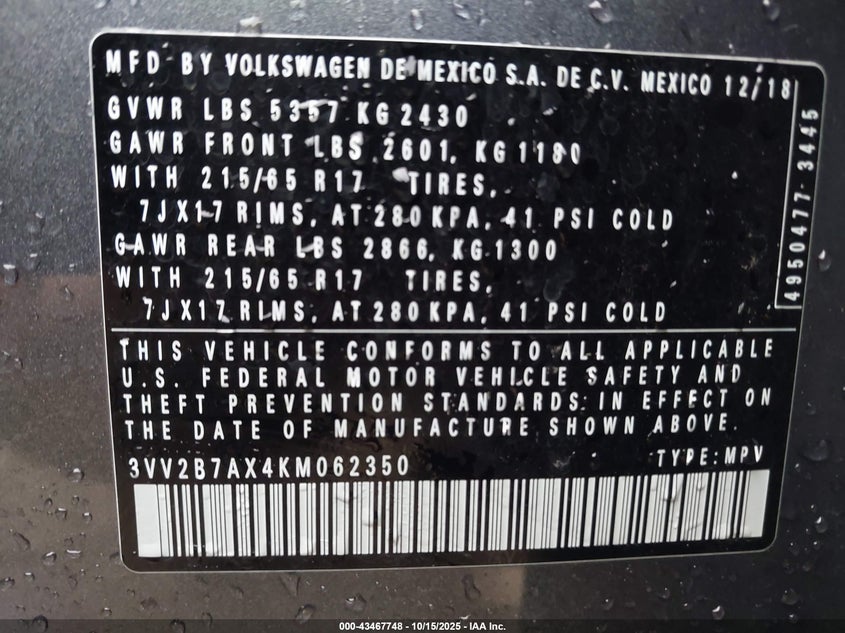 MFD BY VOLKSWAGEN DE MEXICO S.A. DE C.V. MEXICO 12/18
GVWR LBS 5357 KG 2430
GAWR FRONT LBS 2601, KG 1180
WITH 215/65 R17 TIRES,
7JX17 RIMS, AT 280 KPA, 41 PSI COLD
GAWR REAR LBS 2866, KG 1300
WITH 215/65 R17 TIRES,
7JX17 RIMS, AT 280 KPA, 41 PSI COLD
4950477 3445
THIS VEHICLE CONFORMS TO ALL APPLICABLE
U.S. FEDERAL MOTOR VEHICLE SAFETY AND
THEFT PREVENTION STANDARDS IN EFFECT ON
THE DATE OF MANUFACTURE SHOWN ABOVE.
3VV2B7AX4KM062350 TYPE: MPV
000-43467748 - 10/15/2025 - IAA Inc.